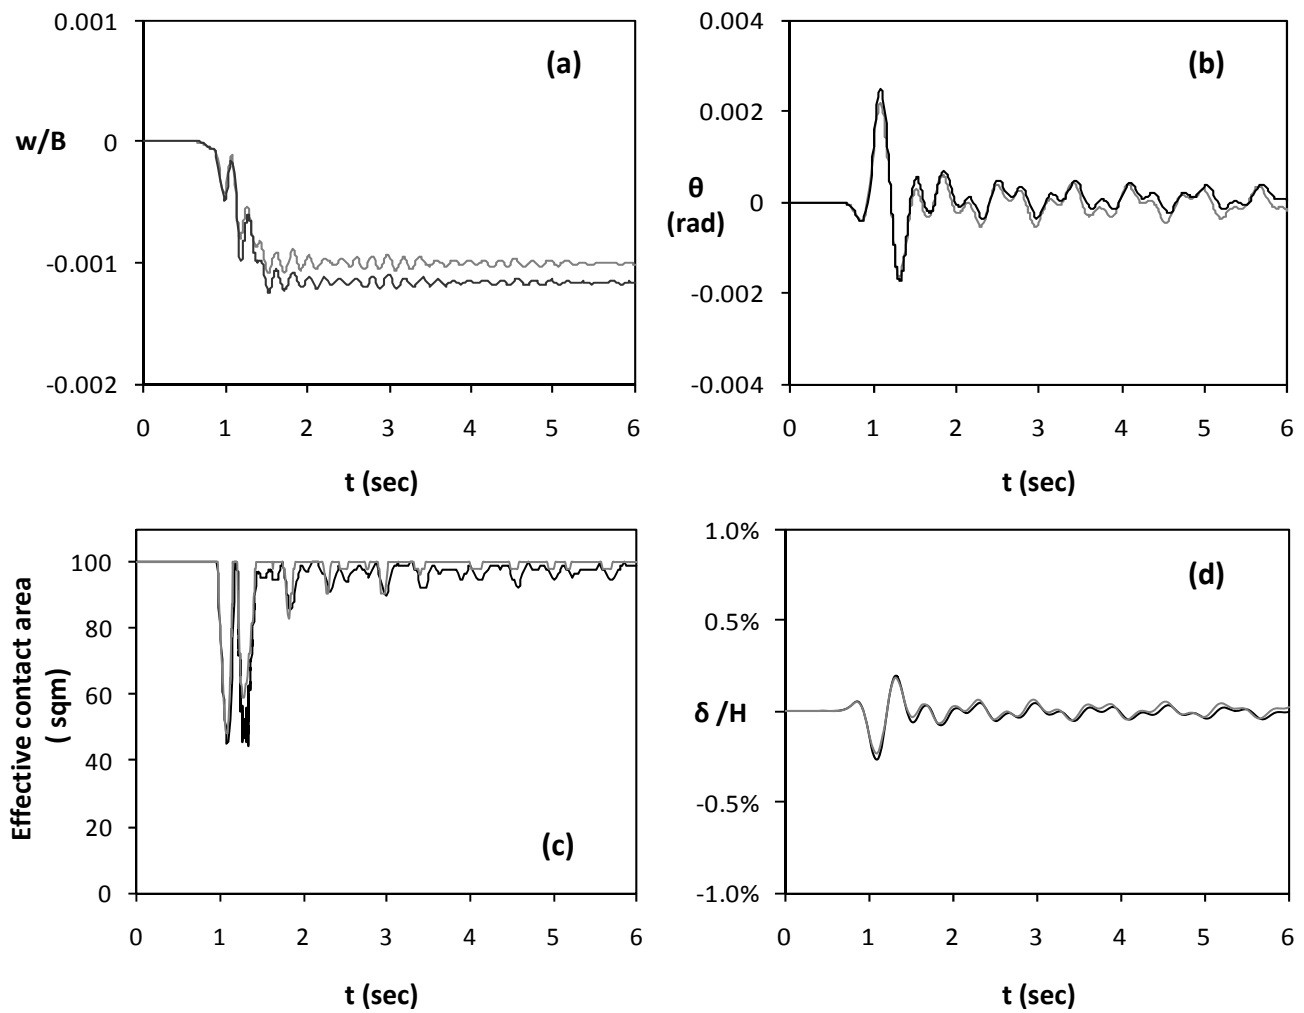 0.001
(a)
w/B
0
-0.001
-0.002
0 1 2 3 4 5 6
t (sec)
0.004
(b)
0.002
θ
(rad)
0
-0.002
-0.004
0 1 2 3 4 5 6
t (sec)
Effective contact area
( sqm)
100
80
60
40
20
0
(c)
0 1 2 3 4 5 6
t (sec)
1.0%
(d)
0.5%
δ /H
-0.5%
-1.0%
0 1 2 3 4 5 6
t (sec)